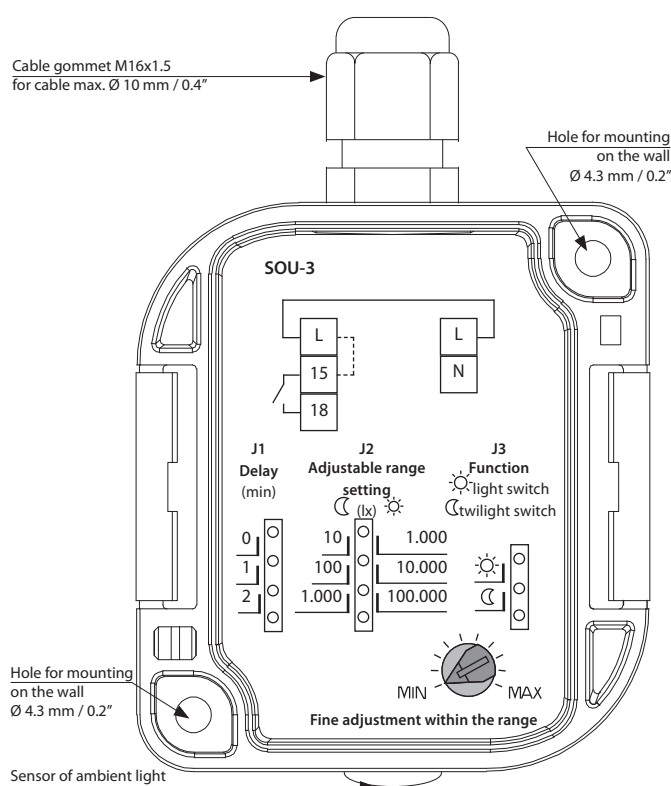 Cable gommet M16x1.5
for cable max. Ø 10 mm / 0.4”
Hole for mounting
on the wall
Ø 4.3 mm / 0.2”
SOU-3
L L
15 N
18
J1 J2 J3
Delay Adjustable range Function
(min) setting light switch
(lx) twilight switch
0 10 1.000
1 100 10.000
2 1.000 100.000
MIN MAX
Fine adjustment within the range
Hole for mounting
on the wall
Ø 4.3 mm / 0.2”
Sensor of ambient light